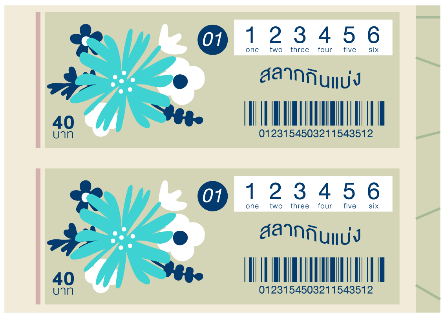 01
1 2 3 4 5 6
one two three four five six
สลากกินแบ่ง
40
บาท
0123154503211543512
01
1 2 3 4 5 6
one two three four five six
สลากกินแบ่ง
40
บาท
0123154503211543512